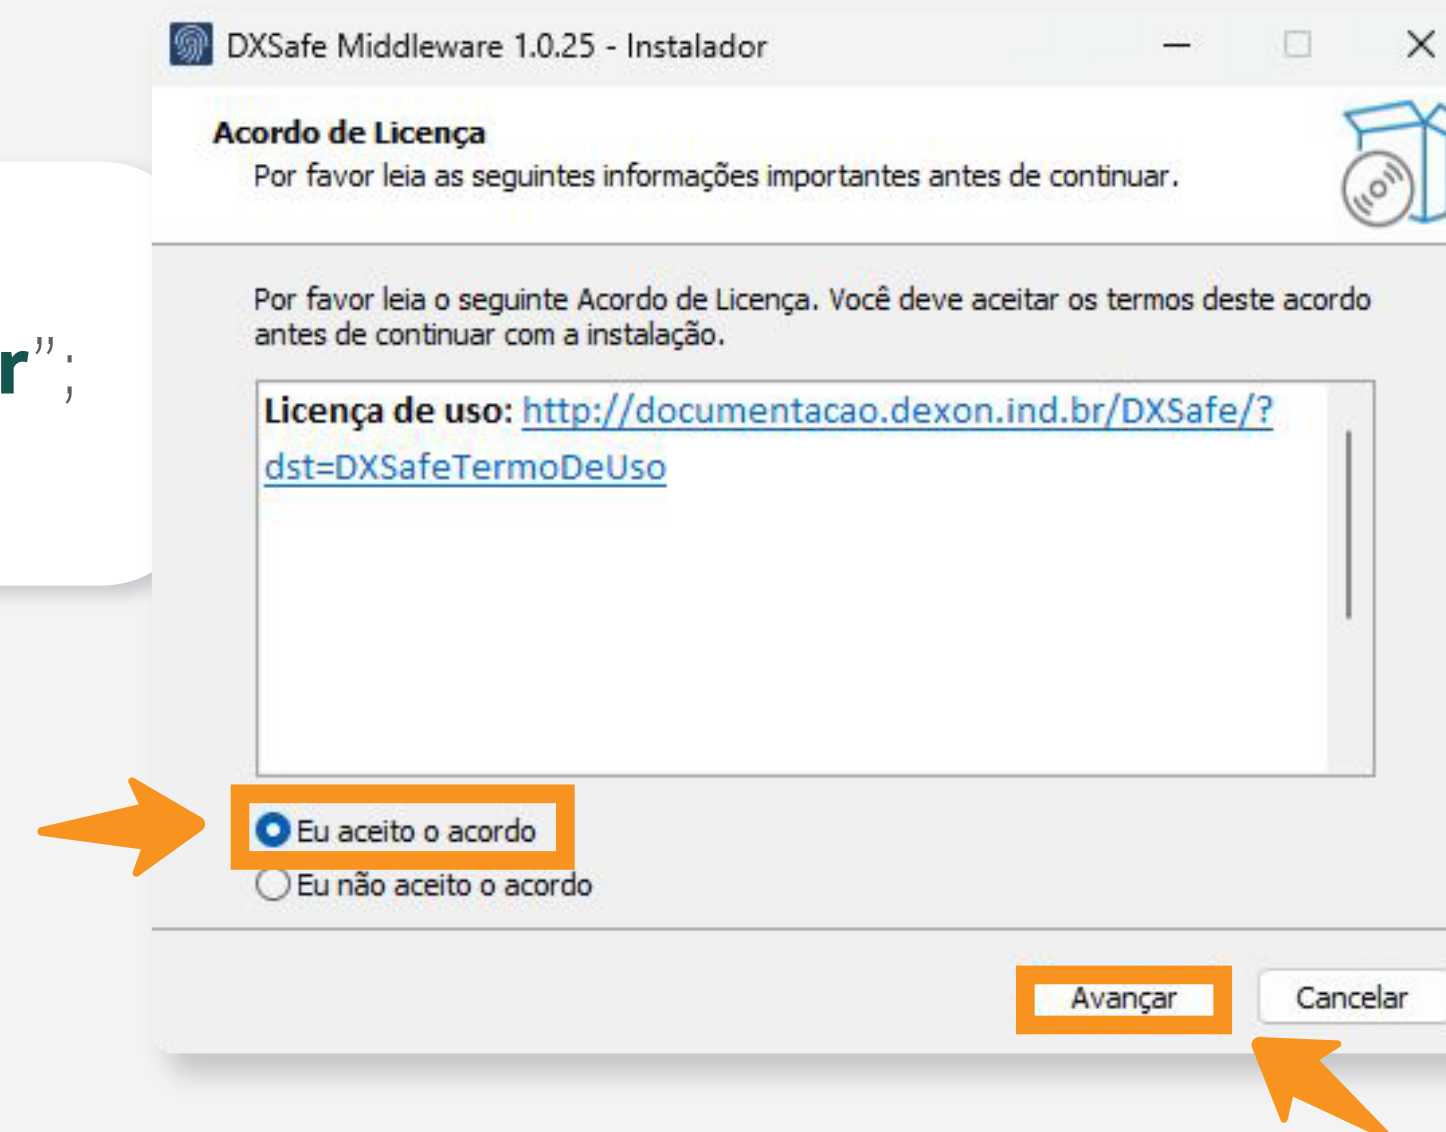 DXSafe Middleware 1.0.25 - Instalador
Acordo de Licença
Por favor leia as seguintes informações importantes antes de continuar.
Por favor leia o seguinte Acordo de Licença. Você deve aceitar os termos deste acordo
antes de continuar com a instalação.
r”;
Licença de uso: http://documentacao.dexon.ind.br/DXSafe/?
dst=DXSafeTermoDeUso
Eu aceito o acordo
Eu não aceito o acordo
Avançar
Cancelar